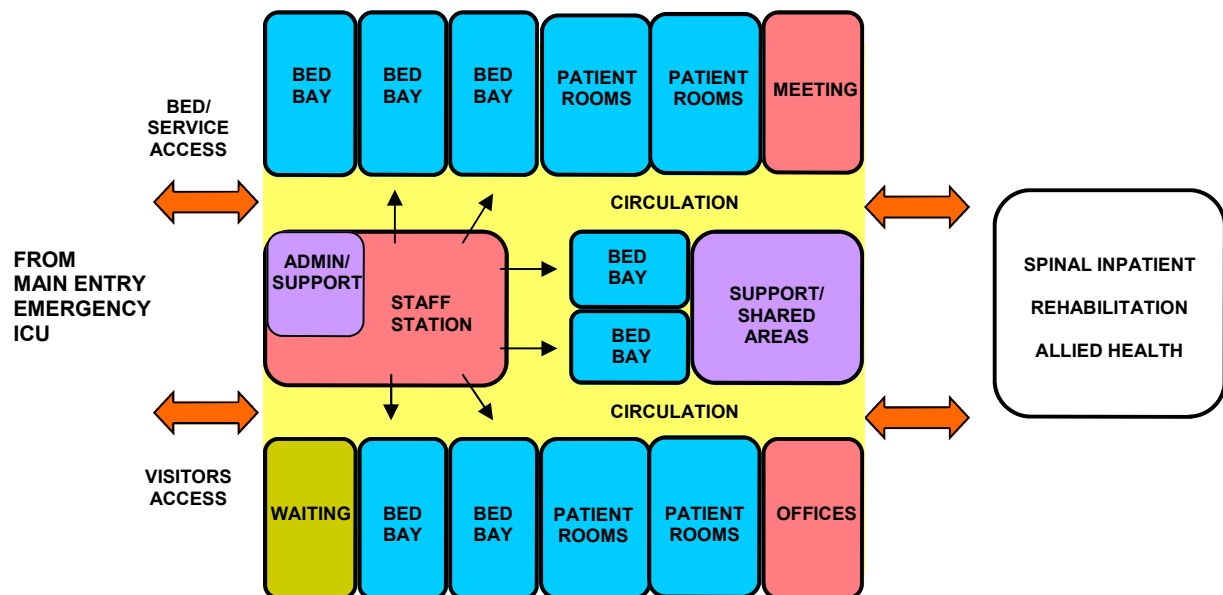 BED
BAY
BED
BAY
BED
BAY
PATIENT
ROOMS
PATIENT
ROOMS
MEETING
BED/
SERVICE
ACCESS
CIRCULATION
FROM
MAIN ENTRY
EMERGENCY
ICU
ADMIN/
SUPPORT
STAFF
STATION
BED
BAY
BED
BAY
SUPPORT/
SHARED
AREAS
SPINAL INPATIENT
REHABILITATION
ALLIED HEALTH
CIRCULATION
VISITORS
ACCESS
WAITING
BED
BAY
BED
BAY
PATIENT
ROOMS
PATIENT
ROOMS
OFFICES